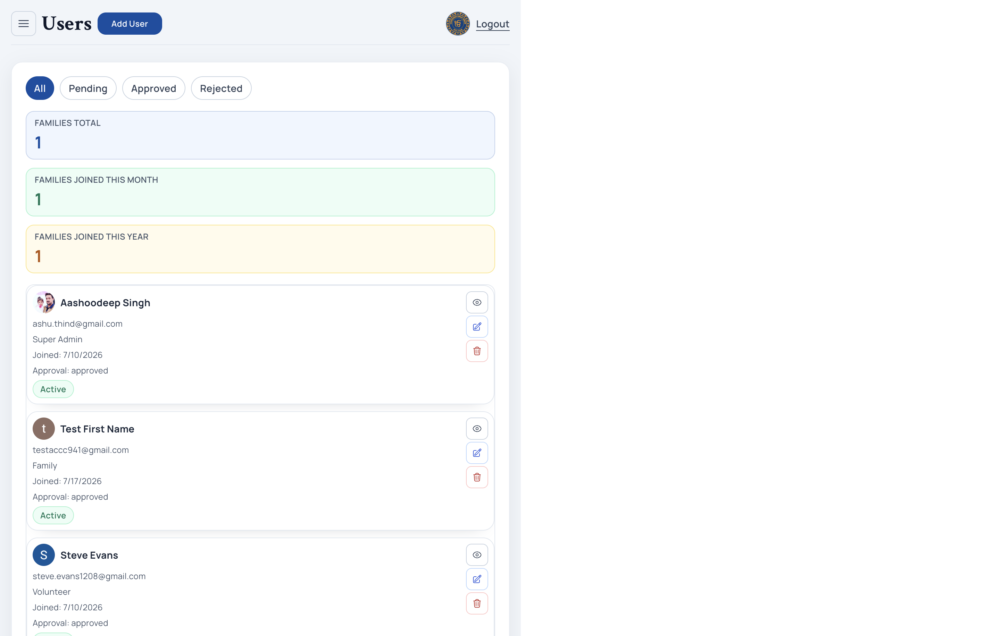 Users
Add User
Logout
All
Pending
Approved
Rejected
FAMILIES TOTAL
1
FAMILIES JOINED THIS MONTH
1
FAMILIES JOINED THIS YEAR
1
Aashoodeep Singh
ashu.thind@gmail.com
Super Admin
Joined: 7/10/2026
Approval: approved
Active
t
Test First Name
testaccc941@gmail.com
Family
Joined: 7/17/2026
Approval: approved
Active
S
Steve Evans
steve.evans1208@gmail.com
Volunteer
Joined: 7/10/2026
Approval: approved